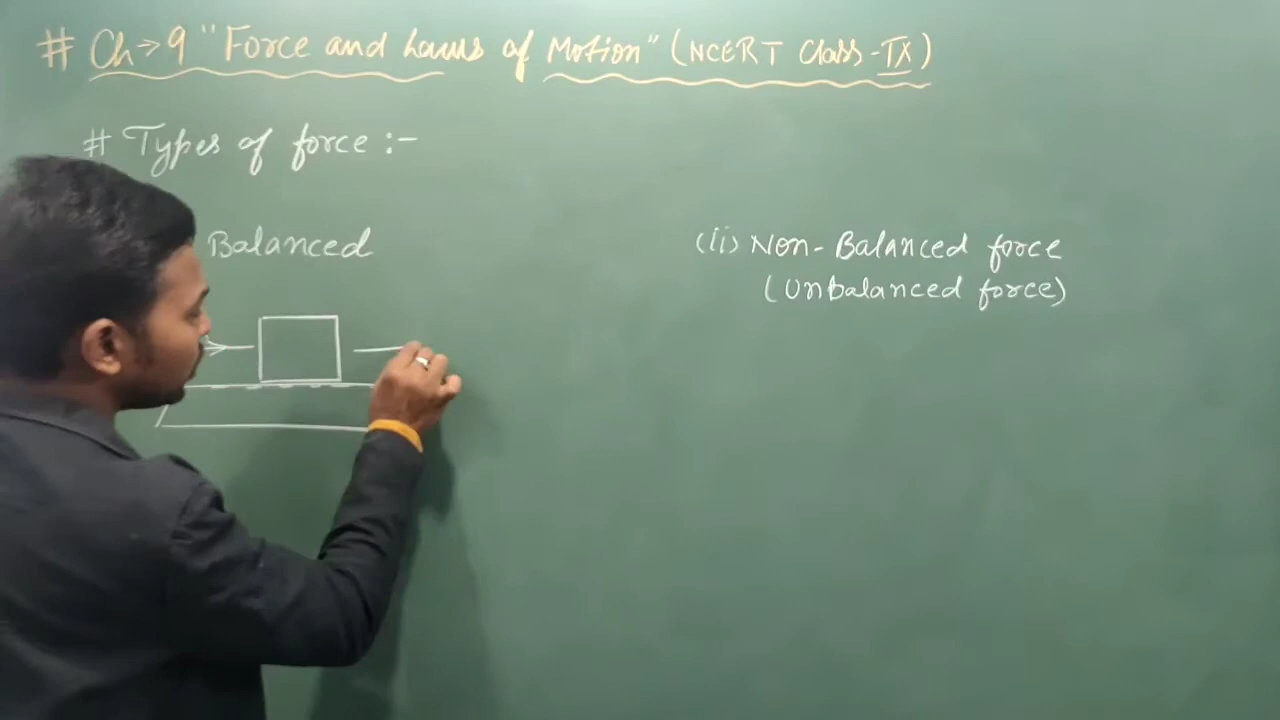 # Ch → 9 "Force and Laws of Motion" (NCERT Class-IX)
# Types of force :-
Balanced
(ii) Non-Balanced force
(Unbalanced force)